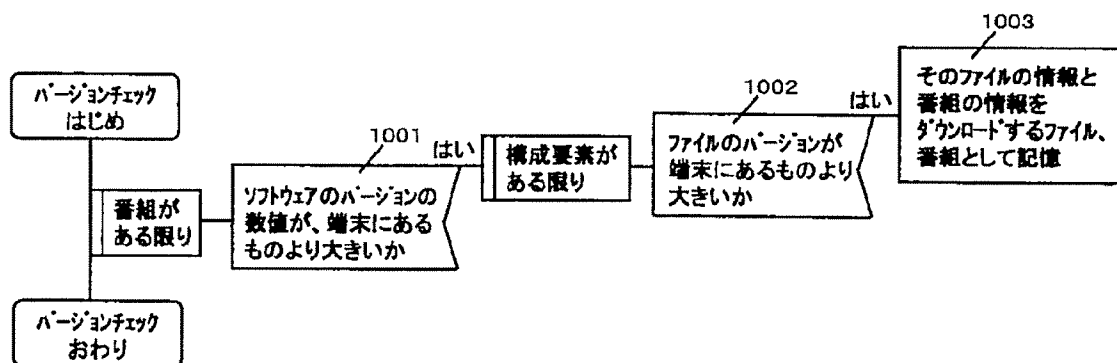 バージョンチェック
はじめ
番組が
ある限り
バージョンチェック
おわり
1001
ソフトウェアのバージョンの
数値が、端末にある
ものより大きいか
はい
構成要素が
ある限り
1002
ファイルのバージョンが
端末にあるものより
大きいか
はい
1003
そのファイルの情報と
番組の情報を
ダウンロードするファイル、
番組として記憶